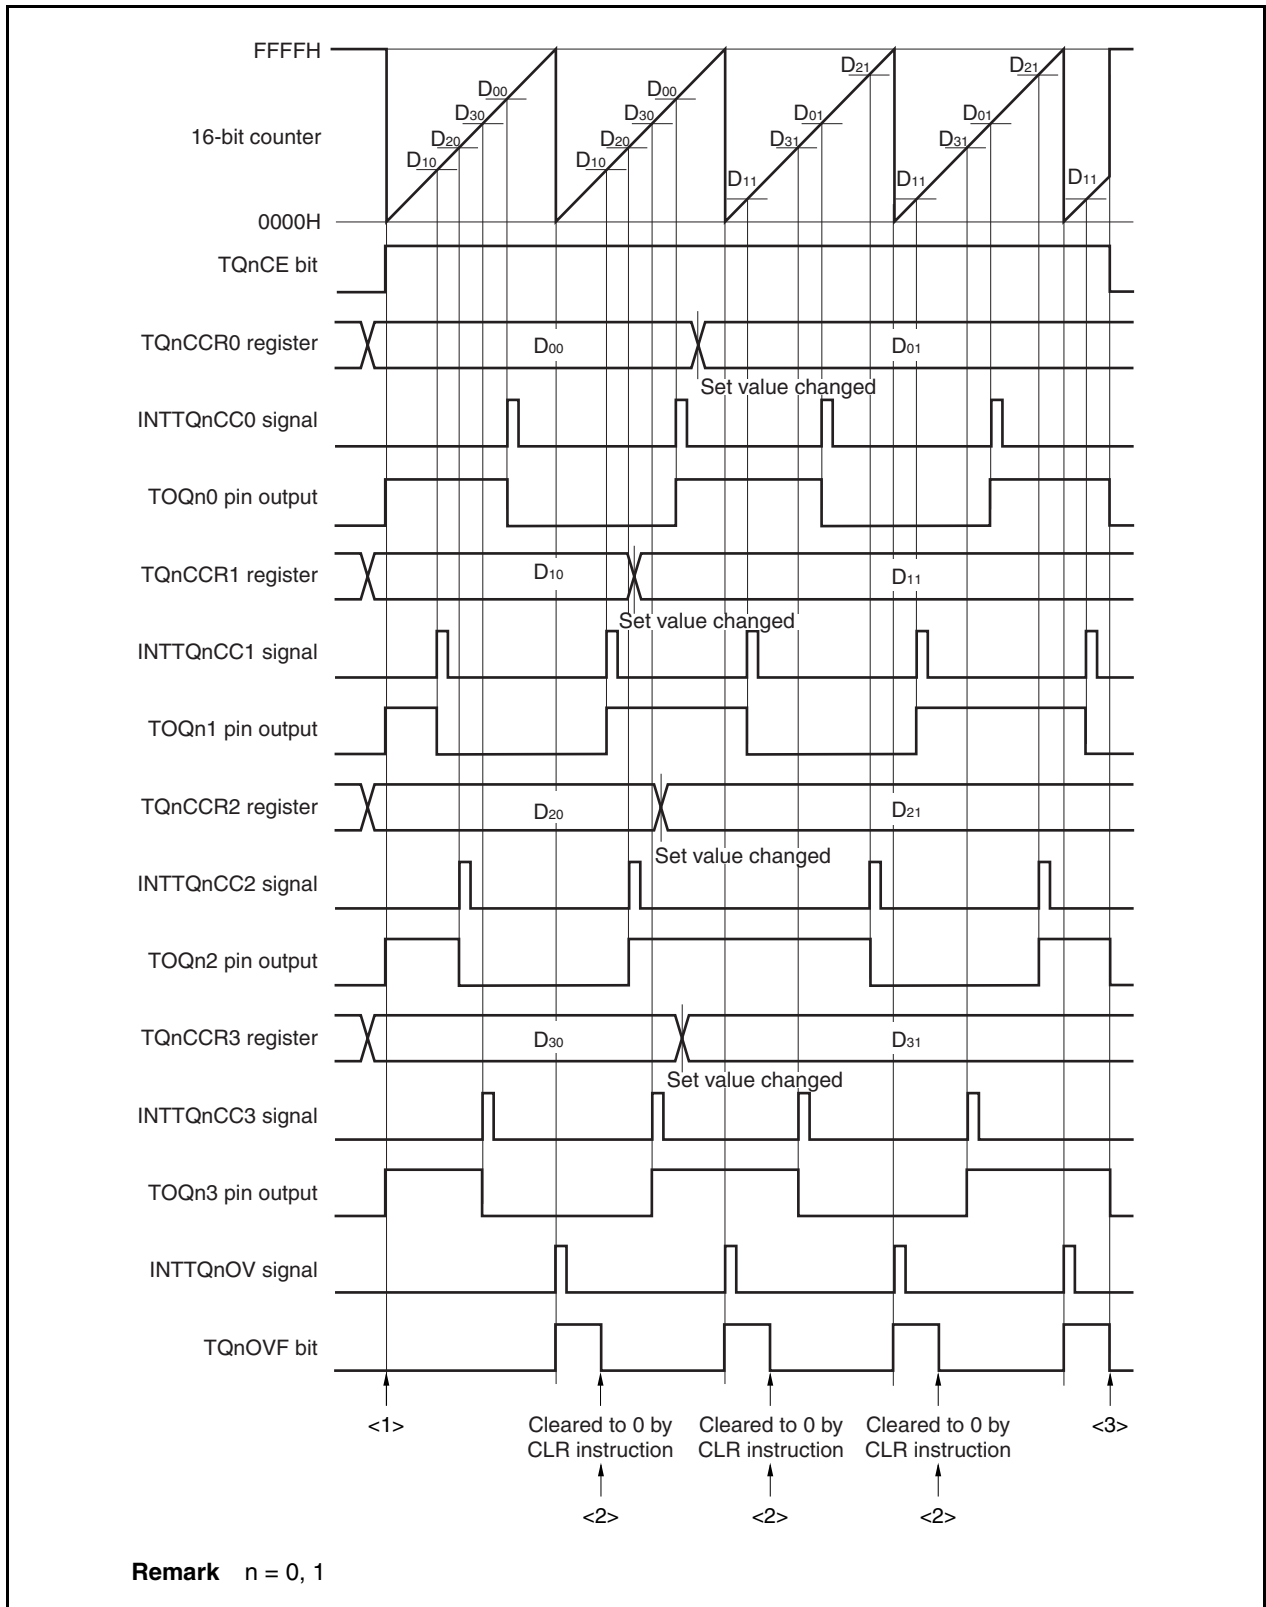 FFFFH
D00
D00
D21
D21
D30
D30
D01
D01
16-bit counter
D20
D20
D31
D31
D10
D10
D11
D11
D11
0000H
TQnCE bit
TQnCCR0 register
D00
D01
Set value changed
INTTQnCC0 signal
TOQn0 pin output
TQnCCR1 register
D10
D11
Set value changed
INTTQnCC1 signal
TOQn1 pin output
TQnCCR2 register
D20
D21
Set value changed
INTTQnCC2 signal
TOQn2 pin output
TQnCCR3 register
D30
D31
Set value changed
INTTQnCC3 signal
TOQn3 pin output
INTTQnOV signal
TQnOVF bit
<1>
Cleared to 0 by
CLR instruction
Cleared to 0 by
CLR instruction
Cleared to 0 by
CLR instruction
<3>
<2>
<2>
<2>
Remark n = 0, 1